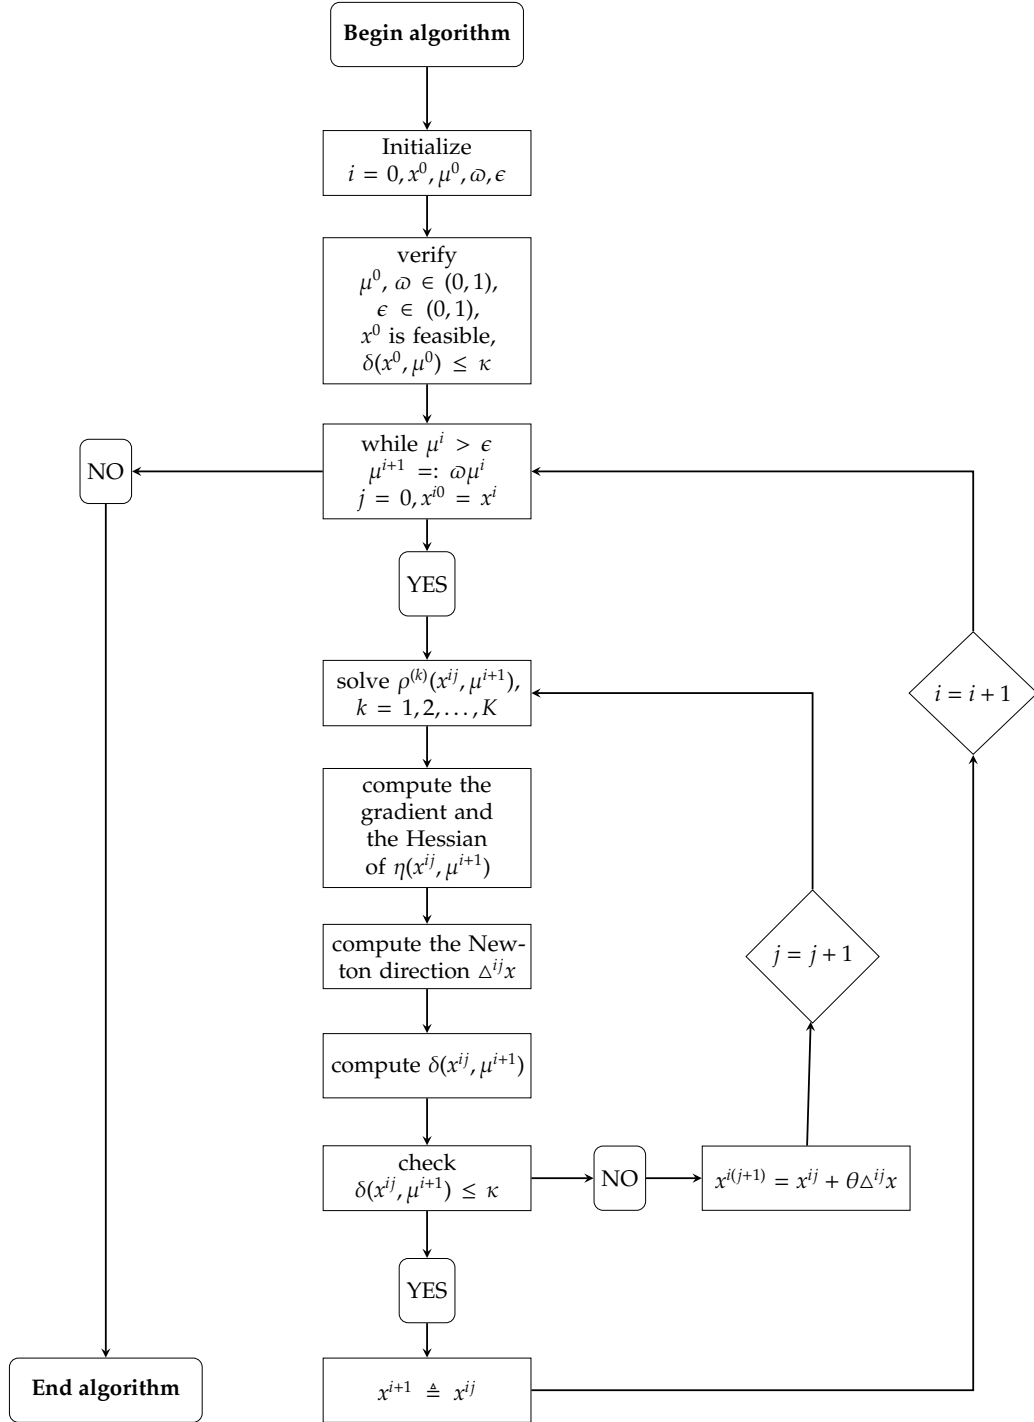 Begin algorithm
Initialize
i = 0, x⁰, μ⁰, ϖ, ϵ
verify
μ⁰, ϖ ∈ (0, 1),
ϵ ∈ (0, 1),
x⁰ is feasible,
δ(x⁰, μ⁰) ≤ κ
while μⁱ > ϵ
μⁱ⁺¹ =: ϖμⁱ
j = 0, xⁱ⁰ = xⁱ
NO
YES
solve ρ⁽ᵏ⁾(xⁱʲ, μⁱ⁺¹),
k = 1, 2, . . . , K
i = i + 1
compute the
gradient and
the Hessian
of η(xⁱʲ, μⁱ⁺¹)
compute the New-
ton direction △ⁱʲx
j = j + 1
compute δ(xⁱʲ, μⁱ⁺¹)
check
δ(xⁱʲ, μⁱ⁺¹) ≤ κ
NO
xⁱ⁽ʲ⁺¹⁾ = xⁱʲ + θ△ⁱʲx
YES
End algorithm
xⁱ⁺¹ ≜ xⁱʲ